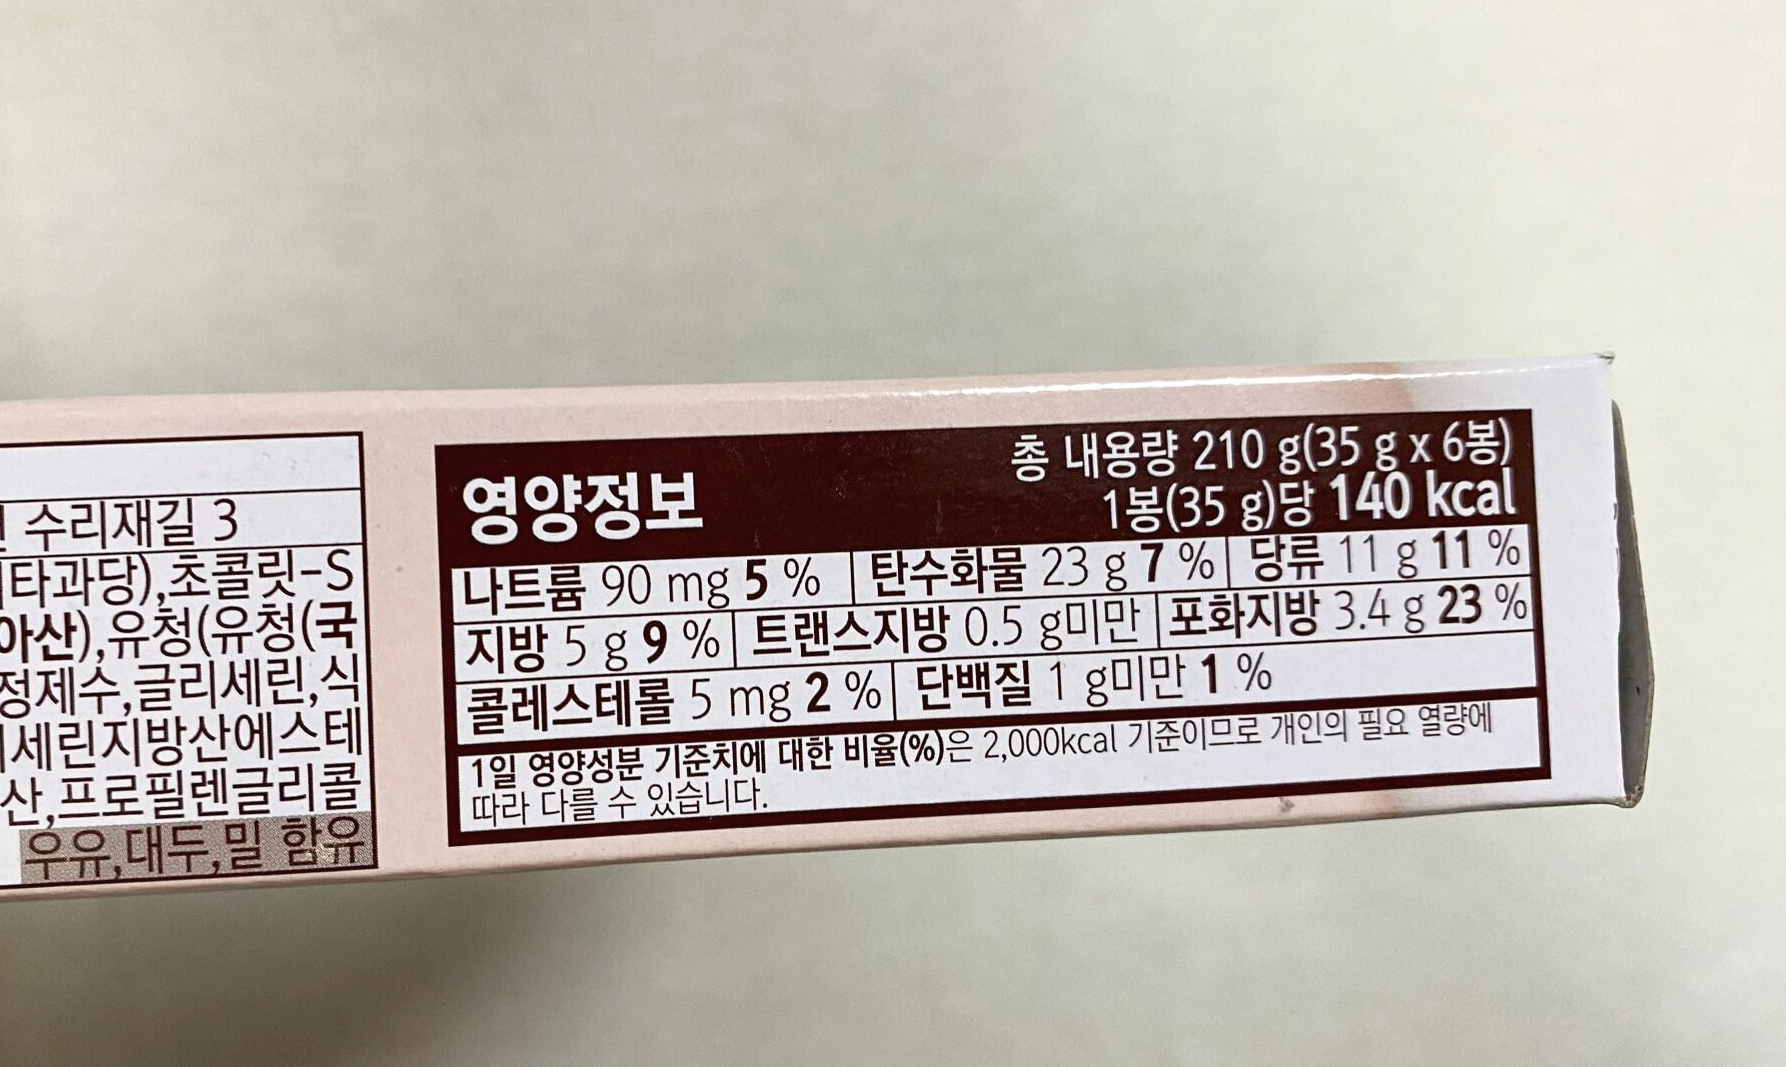 수리재길 3
타과당),초콜릿-S
아산),유청(유청(국
정제수,글리세린,식
세린지방산에스테
산,프로필렌글리콜
우유,대두,밀 함유
영양정보
총 내용량 210 g(35 g x 6봉)
1봉(35 g)당 140 kcal
나트륨 90 mg 5 % 탄수화물 23 g 7 % 당류 11 g 11 %
지방 5 g 9 % 트랜스지방 0.5 g미만 포화지방 3.4 g 23 %
콜레스테롤 5 mg 2 % 단백질 1 g미만 1 %
1일 영양성분 기준치에 대한 비율(%)은 2,000kcal 기준이므로 개인의 필요 열량에
따라 다를 수 있습니다.